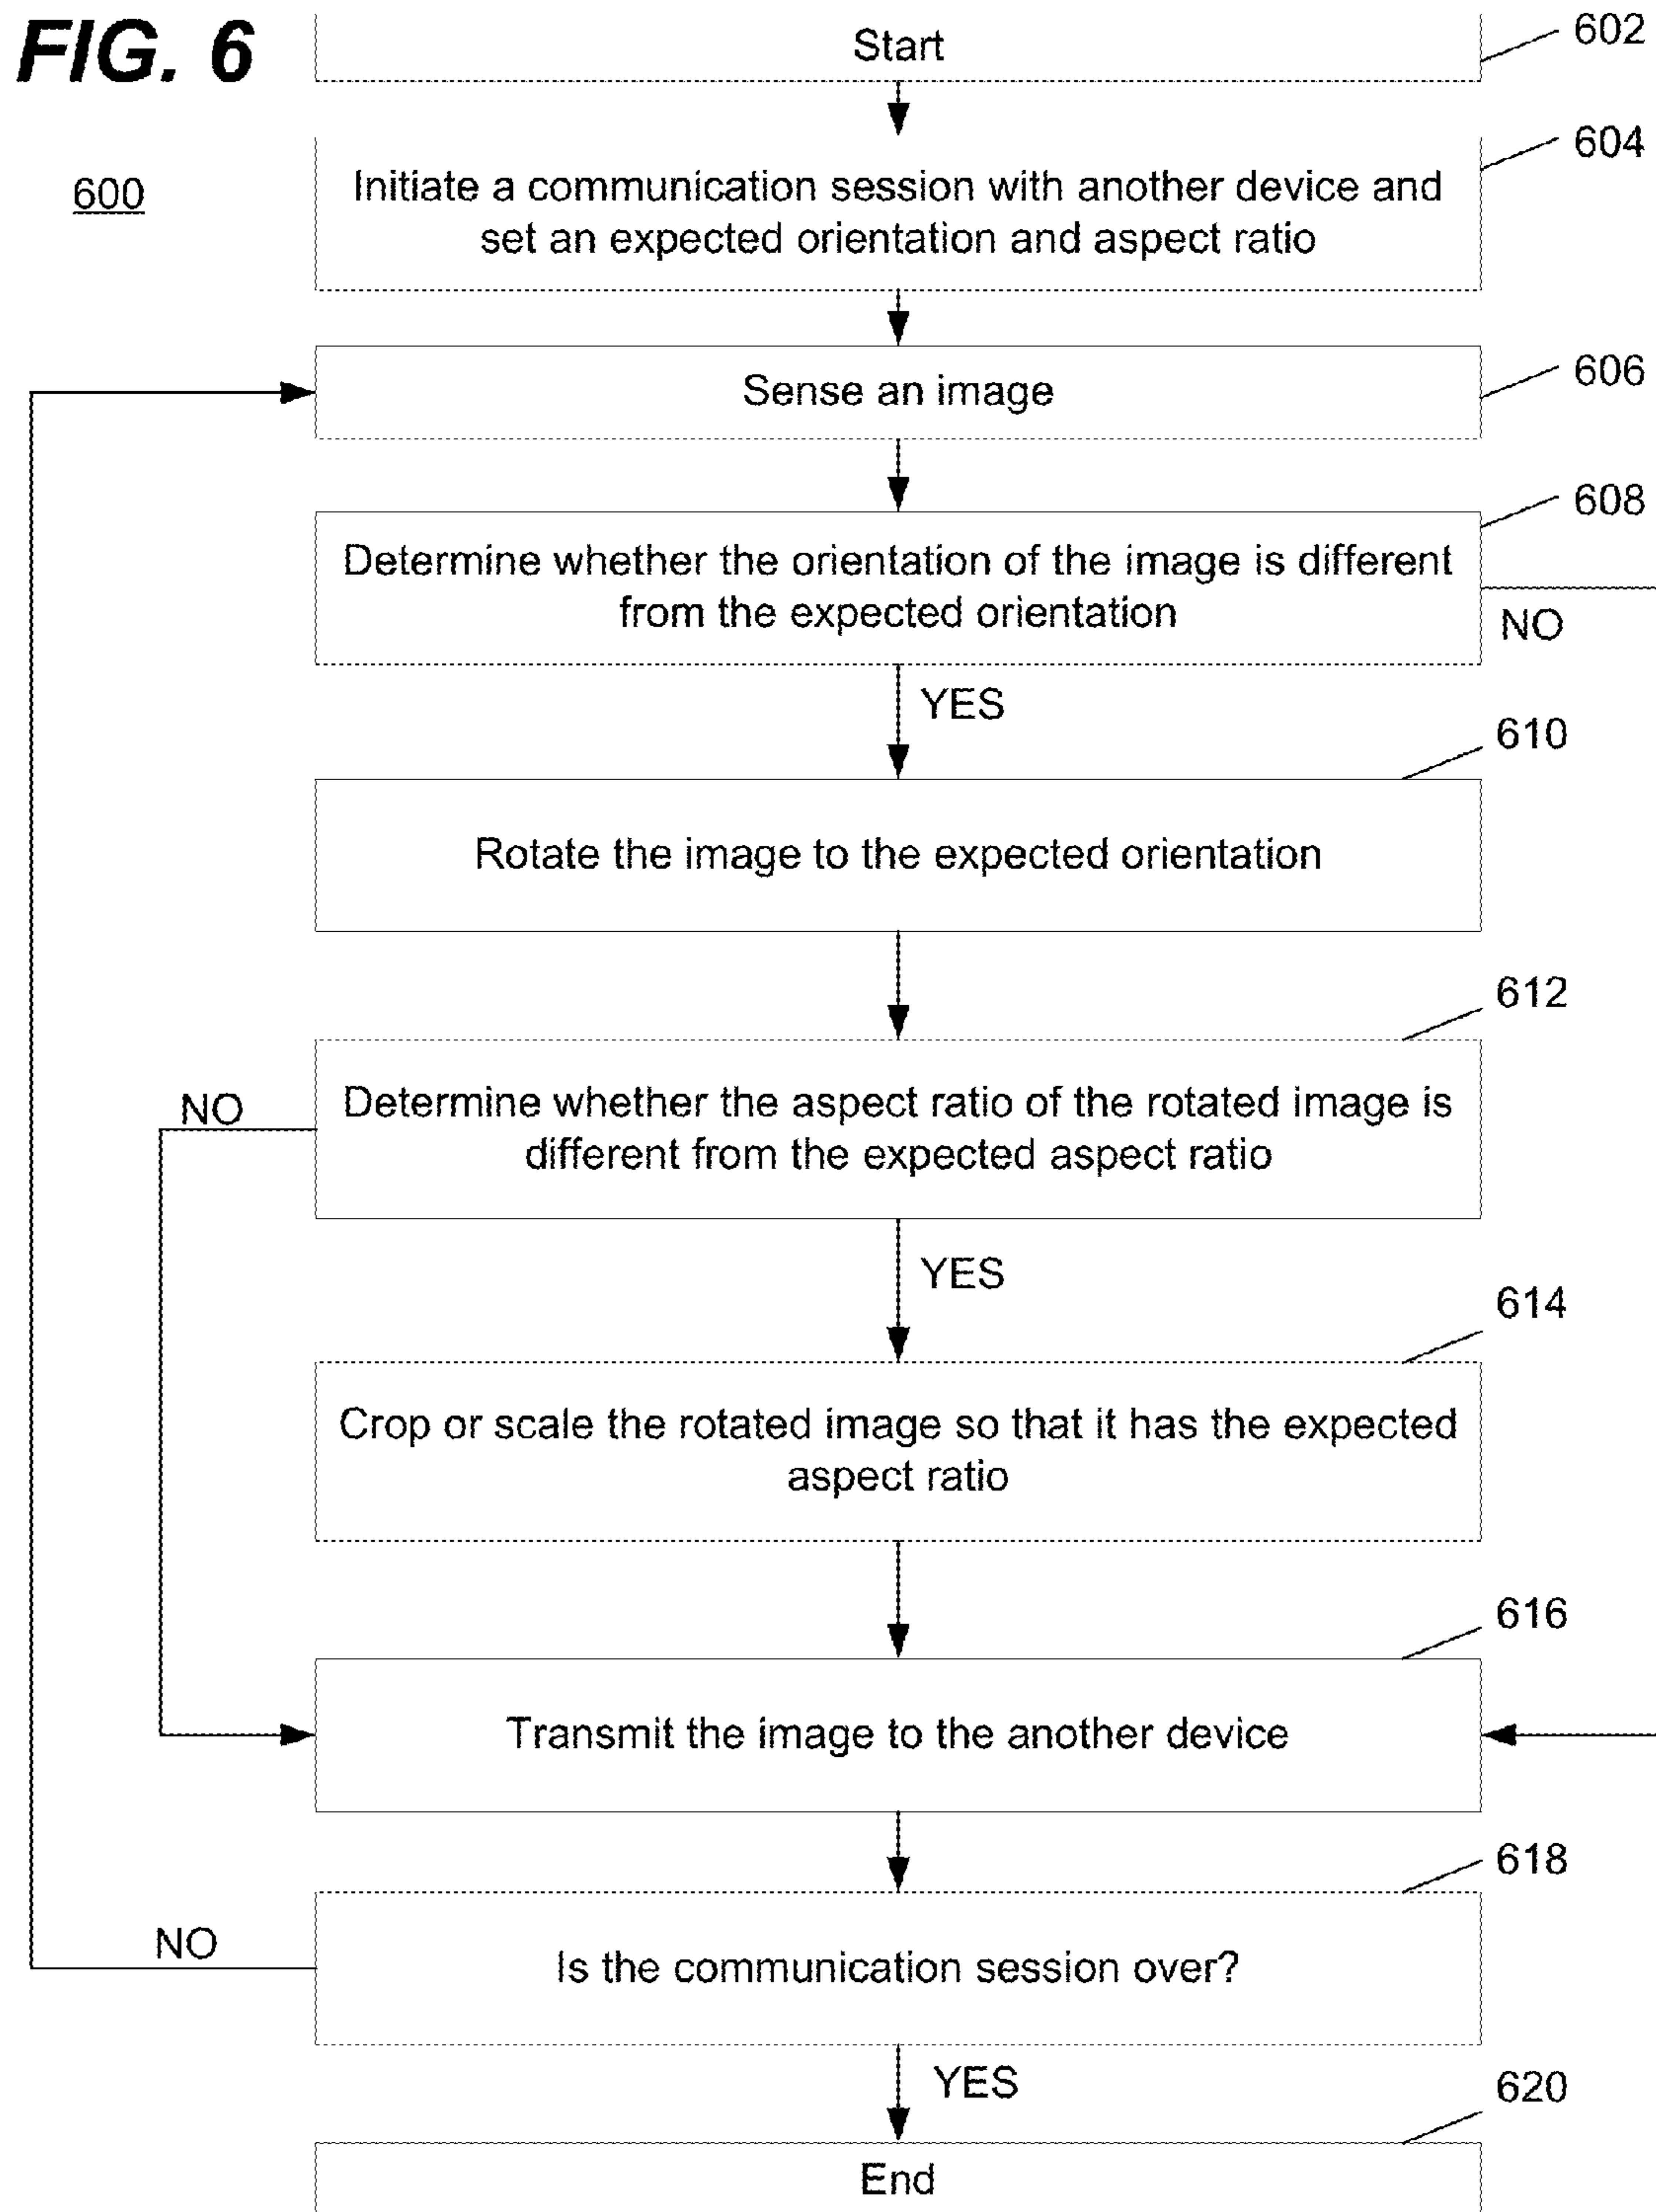 FIG. 6
Start
602
600
604
Initiate a communication session with another device and
set an expected orientation and aspect ratio
606
Sense an image
608
Determine whether the orientation of the image is different
from the expected orientation
NO
YES
610
Rotate the image to the expected orientation
612
NO
Determine whether the aspect ratio of the rotated image is
different from the expected aspect ratio
YES
614
Crop or scale the rotated image so that it has the expected
aspect ratio
616
Transmit the image to the another device
618
NO
Is the communication session over?
YES
620
End